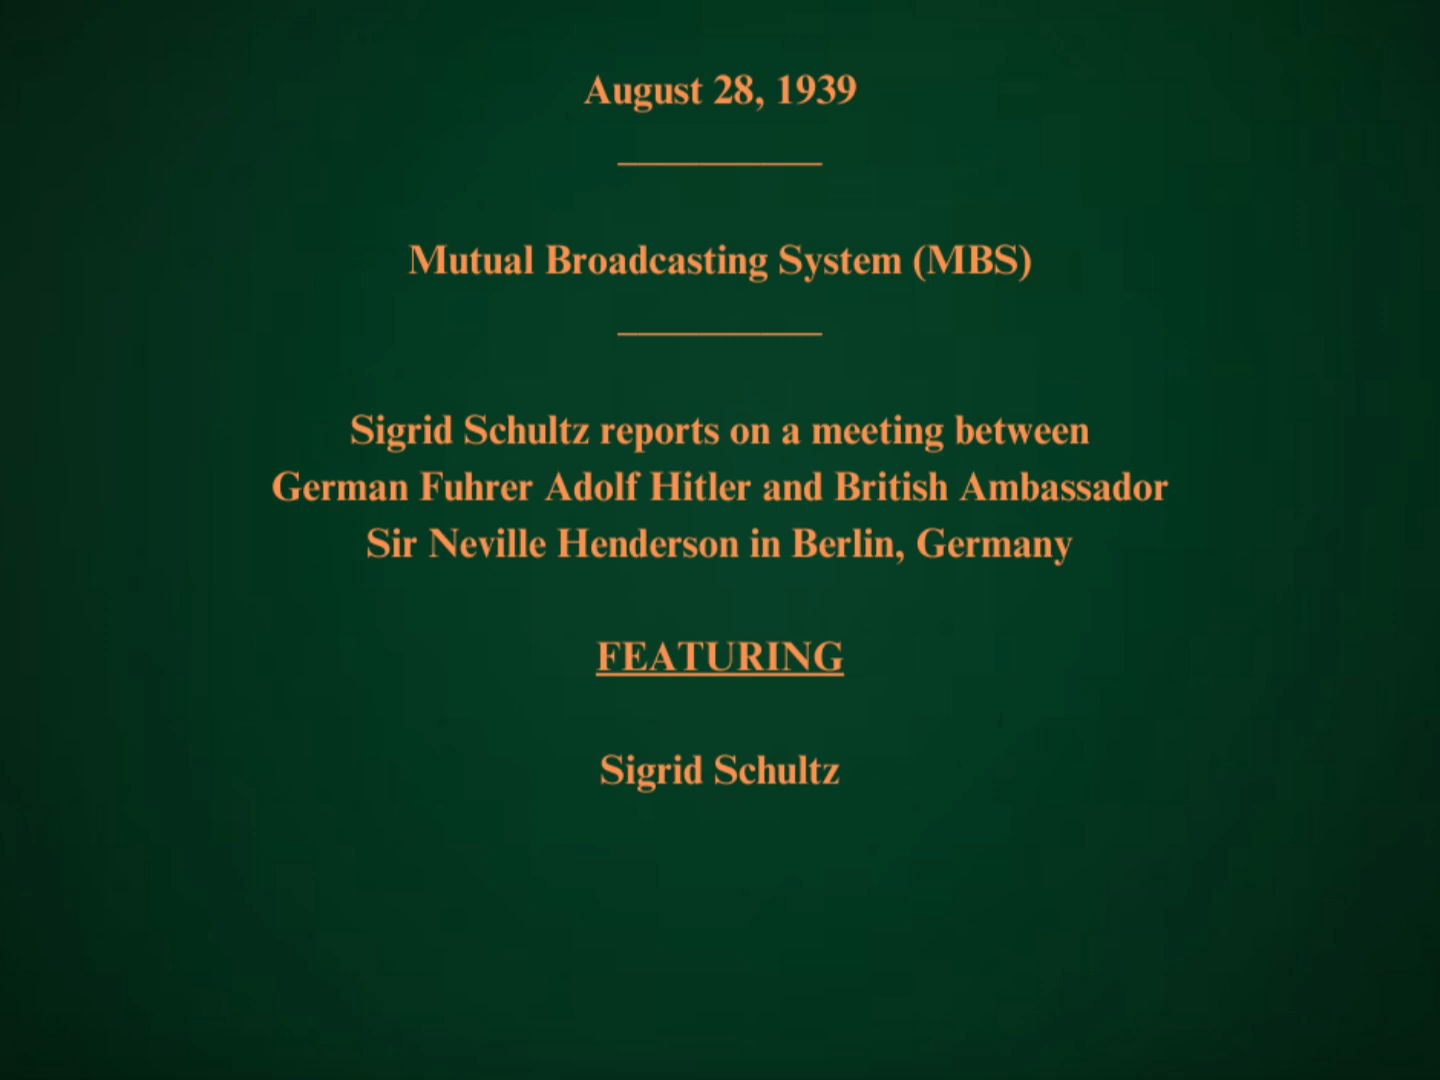 August 28, 1939
Mutual Broadcasting System (MBS)
Sigrid Schultz reports on a meeting between
German Fuhrer Adolf Hitler and British Ambassador
Sir Neville Henderson in Berlin, Germany
FEATURING
Sigrid Schultz